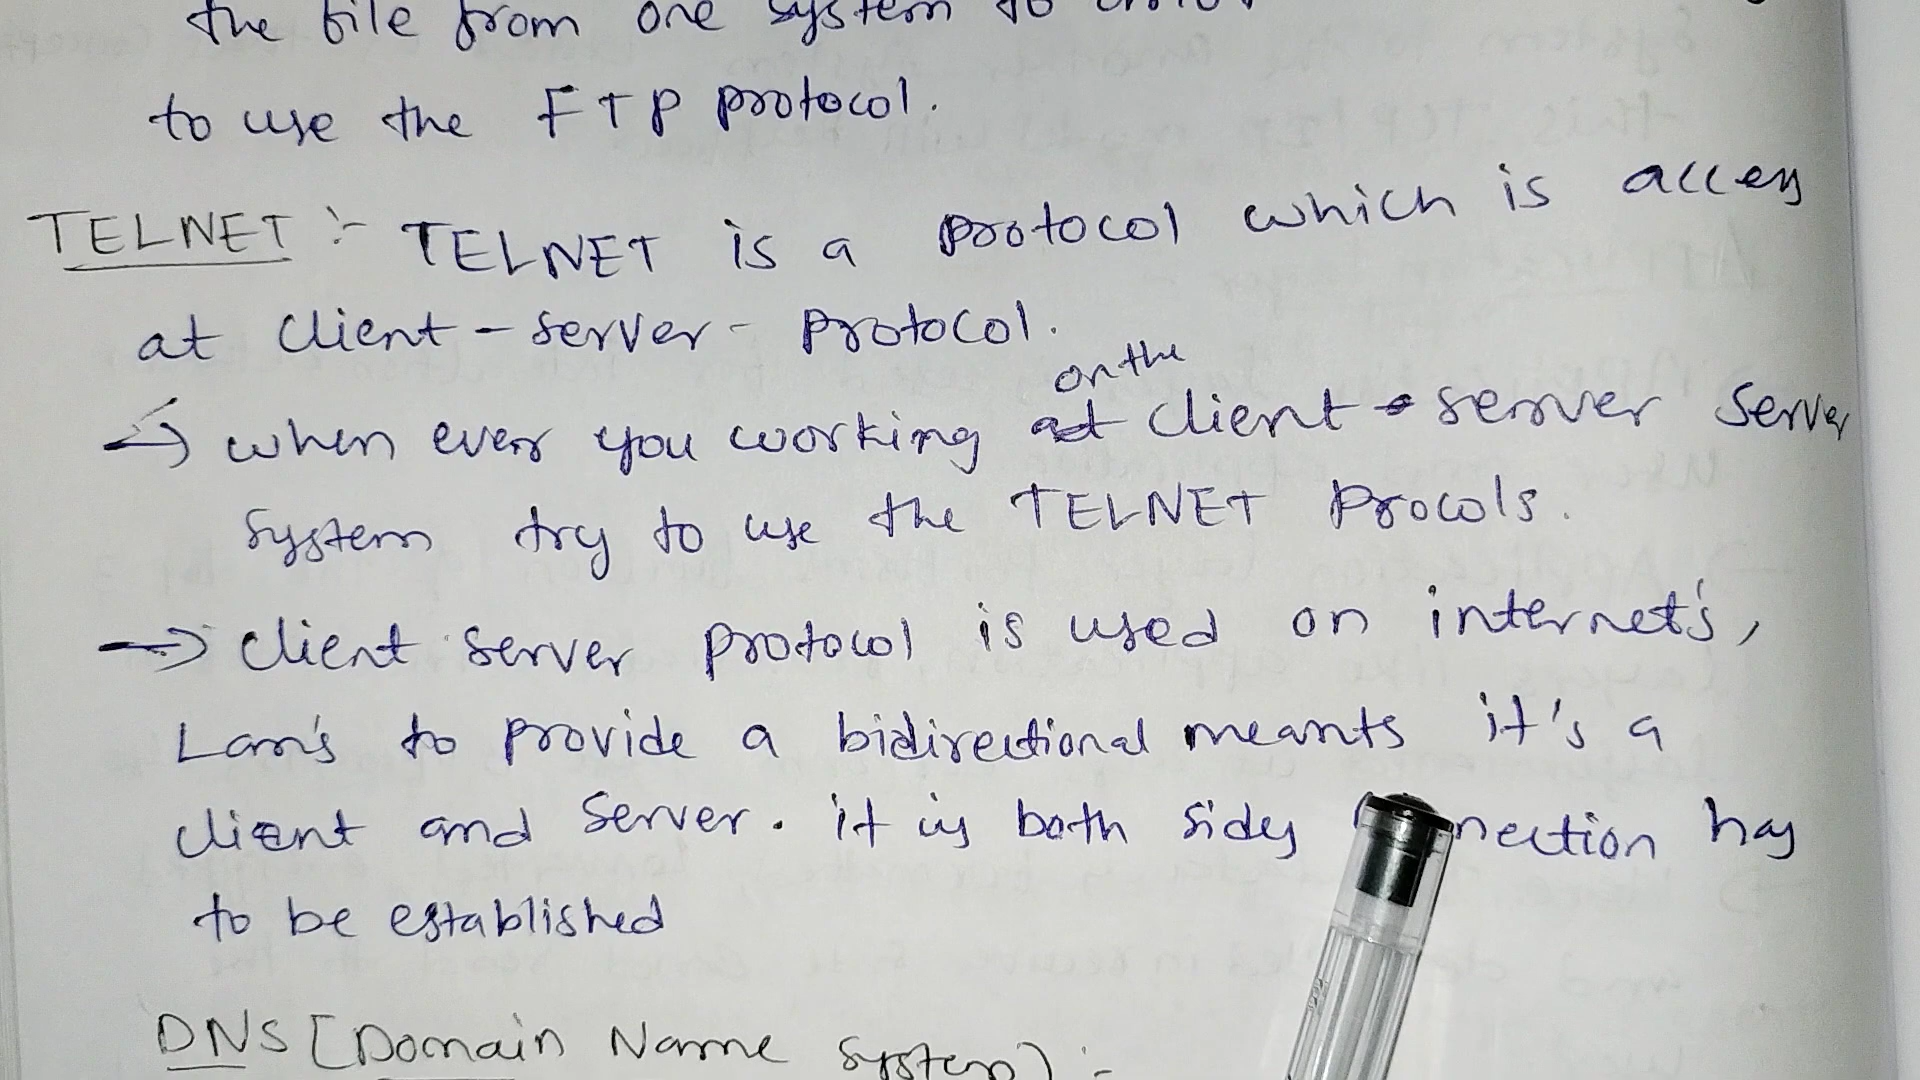 the file from one system to
to use the FTP protocol.
TELNET :- TELNET is a protocol which is access
at client - server - protocol.
on the
→ when ever you working at client server server
system try to use the TELNET Procols.
→ client server protocol is used on internet's,
Lan's to provide a bidirectional meants it's a
client and server. it is both sides nection has
to be established
DNS [Domain Name System] :-